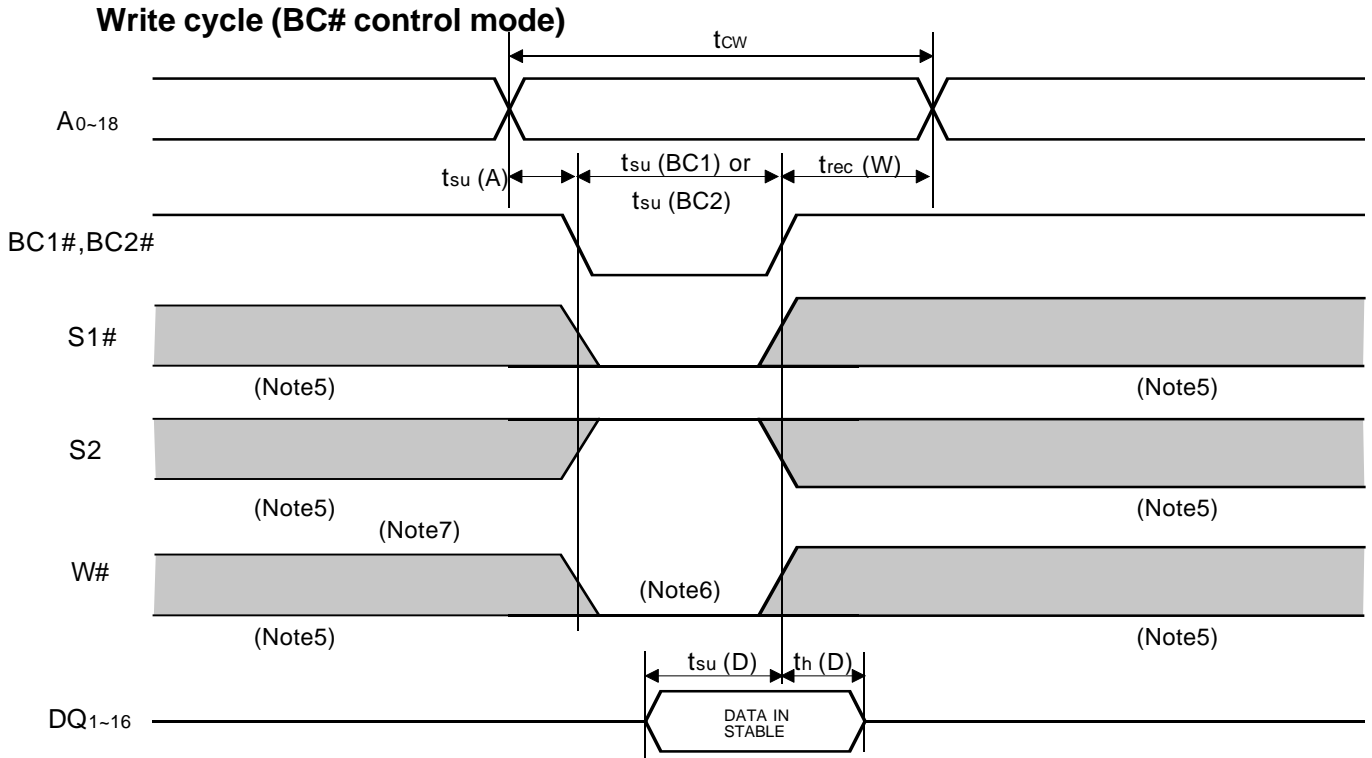 Write cycle (BC# control mode)
tCW
A0~18
tsu (A)
tsu (BC1) or
tsu (BC2)
trec (W)
BC1#,BC2#
S1#
(Note5)
(Note5)
S2
(Note5)
(Note5)
(Note7)
W#
(Note6)
(Note5)
(Note5)
tsu (D)
th (D)
DQ1~16
DATA IN
STABLE